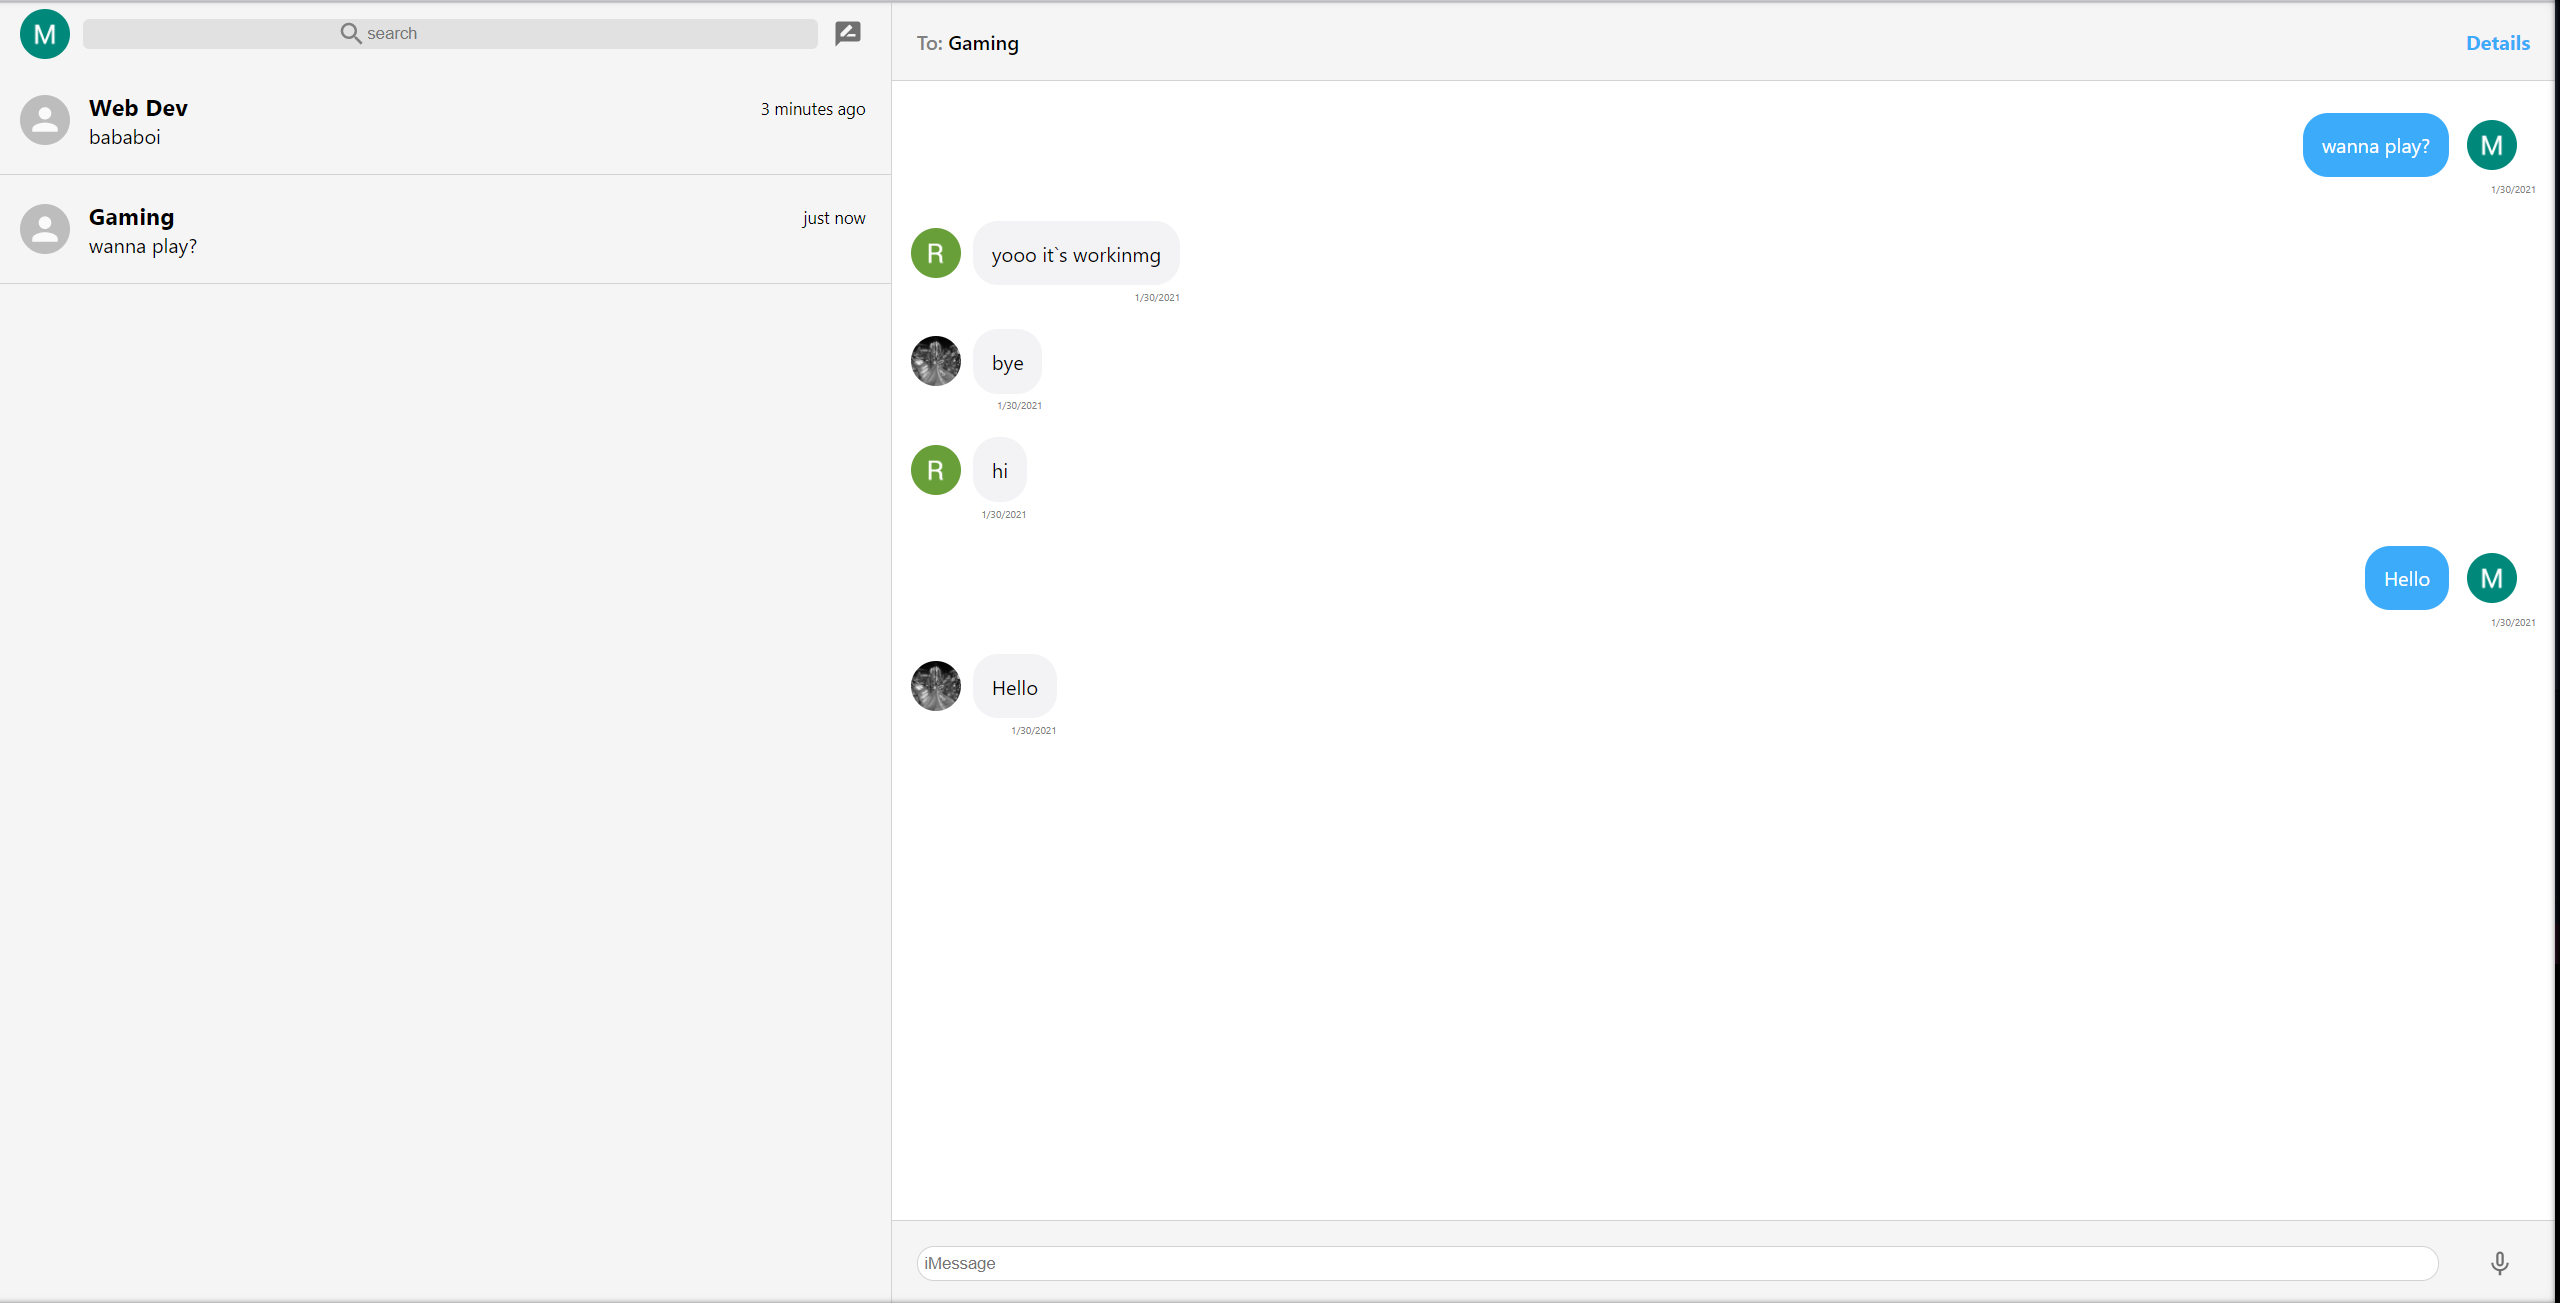 M
search
Web Dev
3 minutes ago
bababoi
Gaming
just now
wanna play?
To: Gaming
Details
wanna play?
M
1/30/2021
R
yooo it`s workinmg
1/30/2021
bye
1/30/2021
R
hi
1/30/2021
Hello
M
1/30/2021
Hello
1/30/2021
iMessage